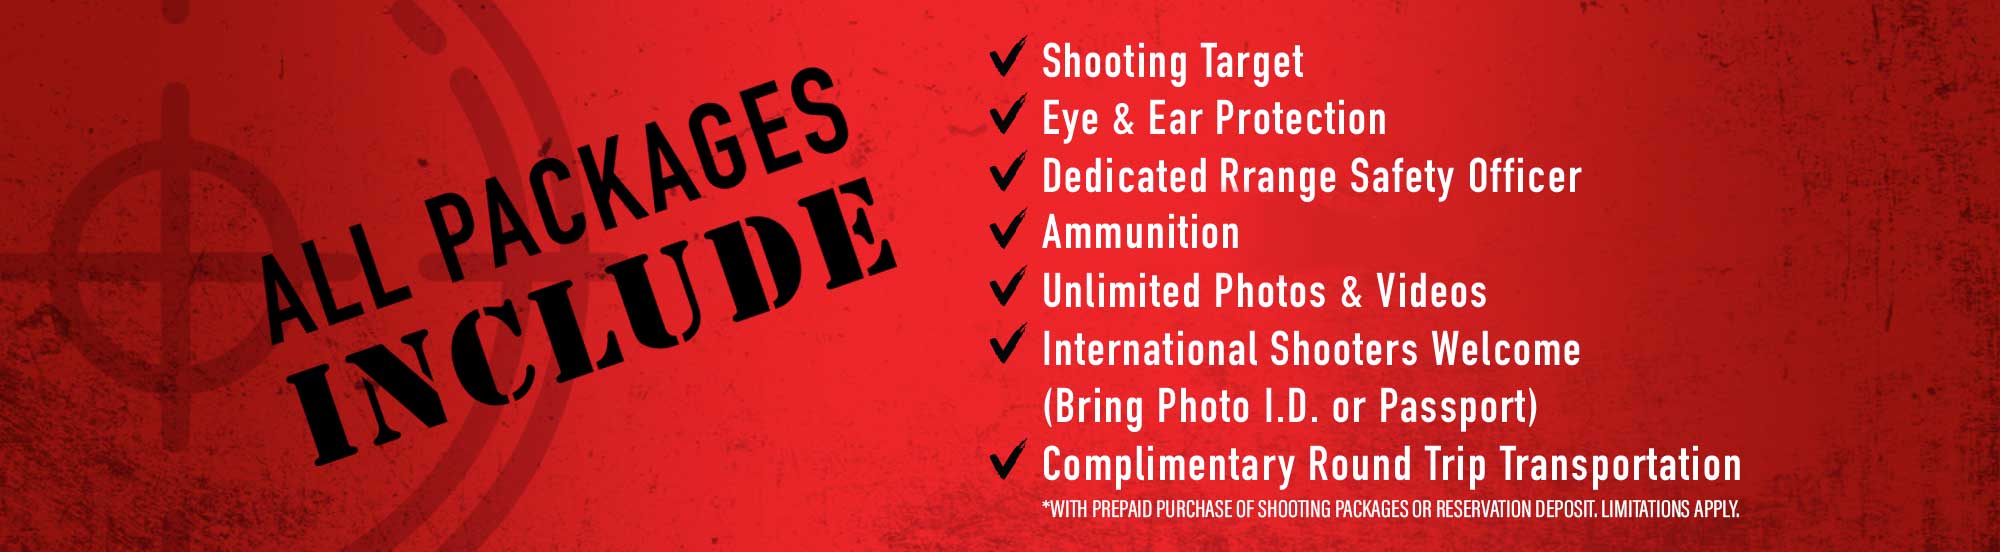 ALL PACKAGES
INCLUDE
Shooting Target
Eye & Ear Protection
Dedicated Rrange Safety Officer
Ammunition
Unlimited Photos & Videos
International Shooters Welcome
(Bring Photo I.D. or Passport)
Complimentary Round Trip Transportation
*WITH PREPAID PURCHASE OF SHOOTING PACKAGES OR RESERVATION DEPOSIT. LIMITATIONS APPLY.